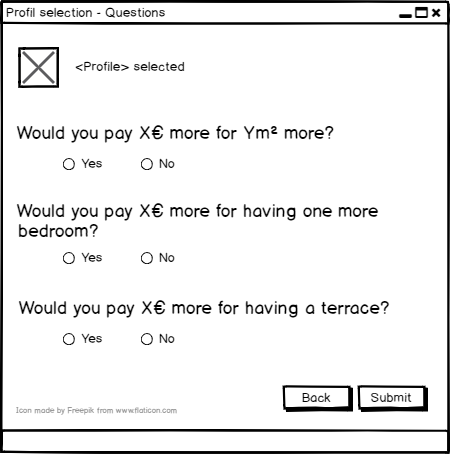 Profil selection - Questions
<Profile> selected
Would you pay X€ more for Ym² more?
Yes No
Would you pay X€ more for having one more
bedroom?
Yes No
Would you pay X€ more for having a terrace?
Yes No
Back Submit
Icon made by Freepik from www.flaticon.com